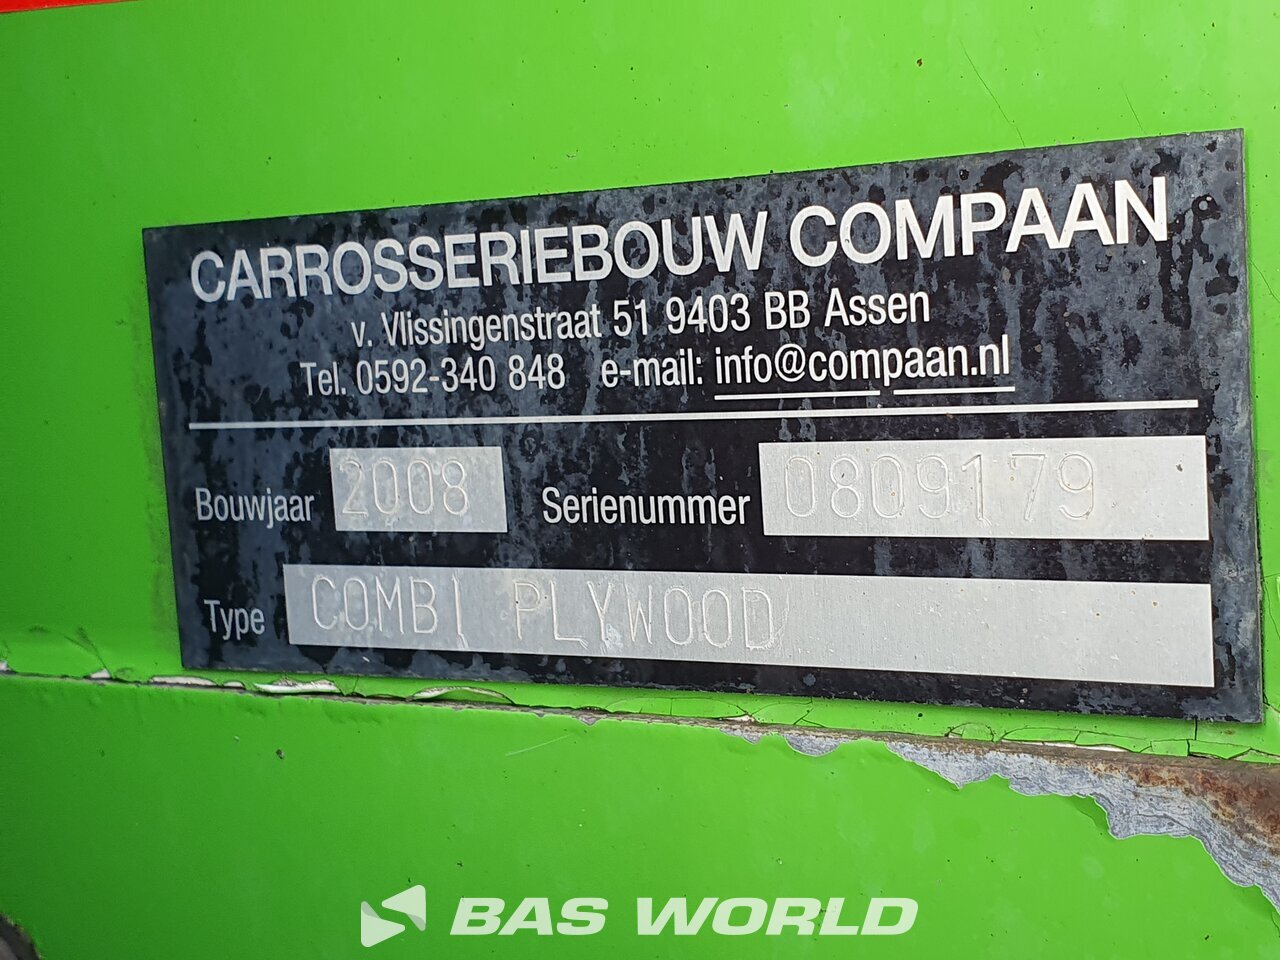 CARROSSERIEBOUW COMPAAN
v. Vlissingenstraat 51 9403 BB Assen
Tel. 0592-340 848 e-mail: info@compaan.nl
Bouwjaar 2008 Serienummer 0809179
Type COMBI PLYWOOD
BAS WORLD